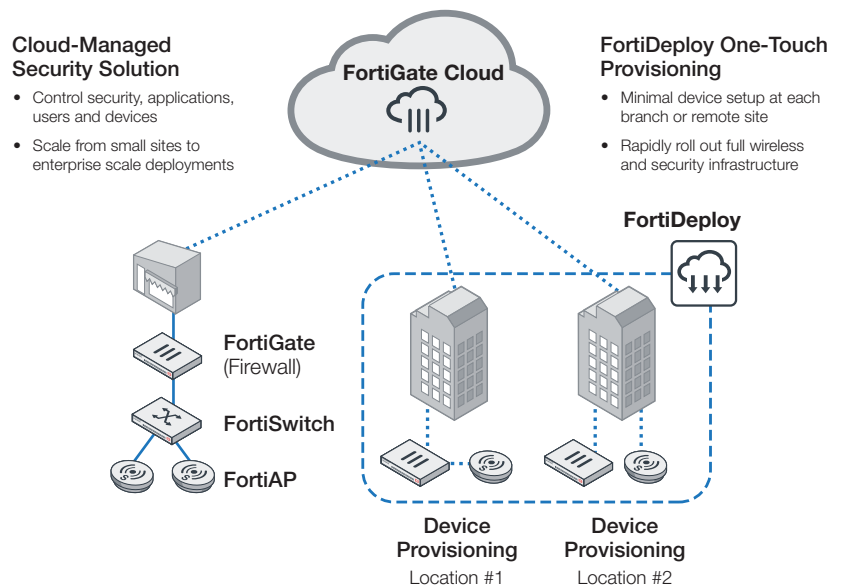 Cloud-Managed
Security Solution
• Control security, applications,
users and devices
• Scale from small sites to
enterprise scale deployments
FortiGate Cloud
FortiDeploy One-Touch
Provisioning
• Minimal device setup at each
branch or remote site
• Rapidly roll out full wireless
and security infrastructure
FortiDeploy
FortiGate
(Firewall)
FortiSwitch
FortiAP
S
S
S
S
Device
Provisioning
Location #1
Device
Provisioning
Location #2